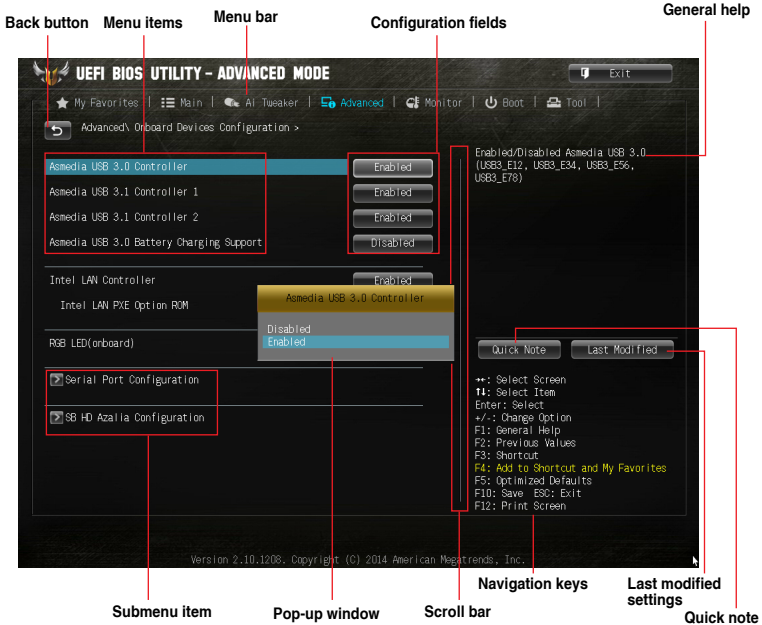 General help
Back button
Menu items
Menu bar
Configuration fields
UEFI BIOS UTILITY – ADVANCED MODE
Exit
My Favorites | Main | Ai Tweaker | Advanced | Monitor | Boot | Tool |
Advanced\ Onboard Devices Configuration >
Asmedia USB 3.0 Controller Enabled
Asmedia USB 3.1 Controller 1 Enabled
Asmedia USB 3.1 Controller 2 Enabled
Asmedia USB 3.0 Battery Charging Support Disabled
Intel LAN Controller Enabled
Intel LAN PXE Option ROM
RGB LED(onboard)
Asmedia USB 3.0 Controller
Disabled
Enabled
Serial Port Configuration
SB HD Azalia Configuration
Enabled/Disabled Asmedia USB 3.0
(USB3_E12, USB3_E34, USB3_E56,
USB3_E78)
Quick Note
Last Modified
→←: Select Screen
↑↓: Select Item
Enter: Select
+/-: Change Option
F1: General Help
F2: Previous Values
F3: Shortcut
F4: Add to Shortcut and My Favorites
F5: Optimized Defaults
F10: Save ESC: Exit
F12: Print Screen
Version 2.10.1208. Copyright (C) 2014 American Megatrends, Inc.
Submenu item
Pop-up window
Scroll bar
Navigation keys
Last modified
settings
Quick note